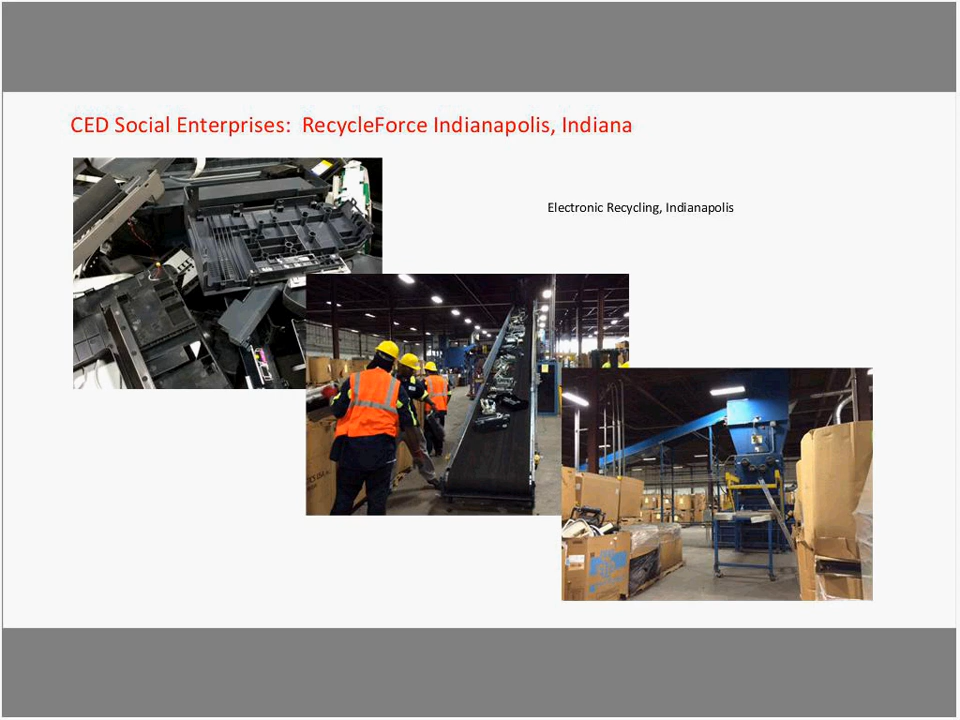 CED Social Enterprises:  RecycleForce Indianapolis, Indiana
Electronic Recycling, Indianapolis